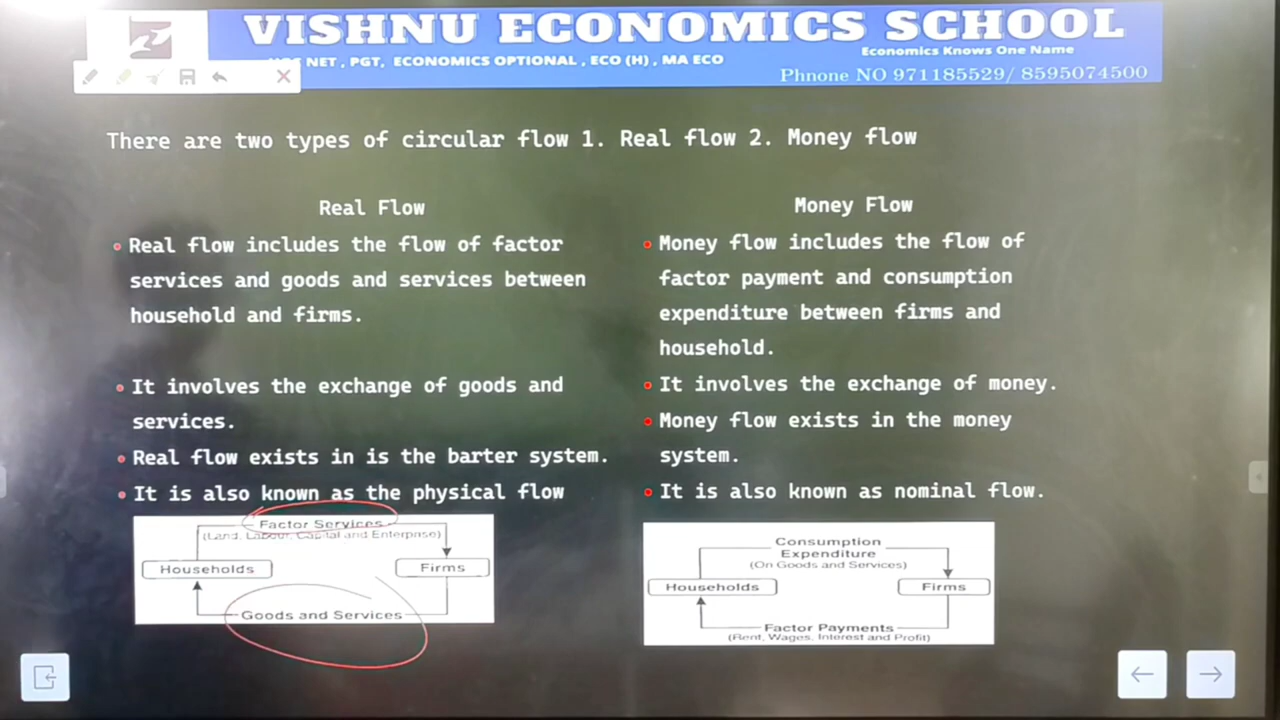 VISHNU ECONOMICS SCHOOL
Economics Knows One Name
NET , PGT, ECONOMICS OPTIONAL , ECO (H) , MA ECO
Phnone NO 971185529/ 8595074500
There are two types of circular flow 1. Real flow 2. Money flow
Real Flow
• Real flow includes the flow of factor
services and goods and services between
household and firms.
• It involves the exchange of goods and
services.
• Real flow exists in is the barter system.
• It is also known as the physical flow
Factor Services
(Land, Labour, Capital and Enterprise)
Households
Firms
Goods and Services
Money Flow
• Money flow includes the flow of
factor payment and consumption
expenditure between firms and
household.
• It involves the exchange of money.
• Money flow exists in the money
system.
• It is also known as nominal flow.
Consumption
Expenditure
(On Goods and Services)
Households
Firms
Factor Payments
(Rent, Wages, Interest and Profit)